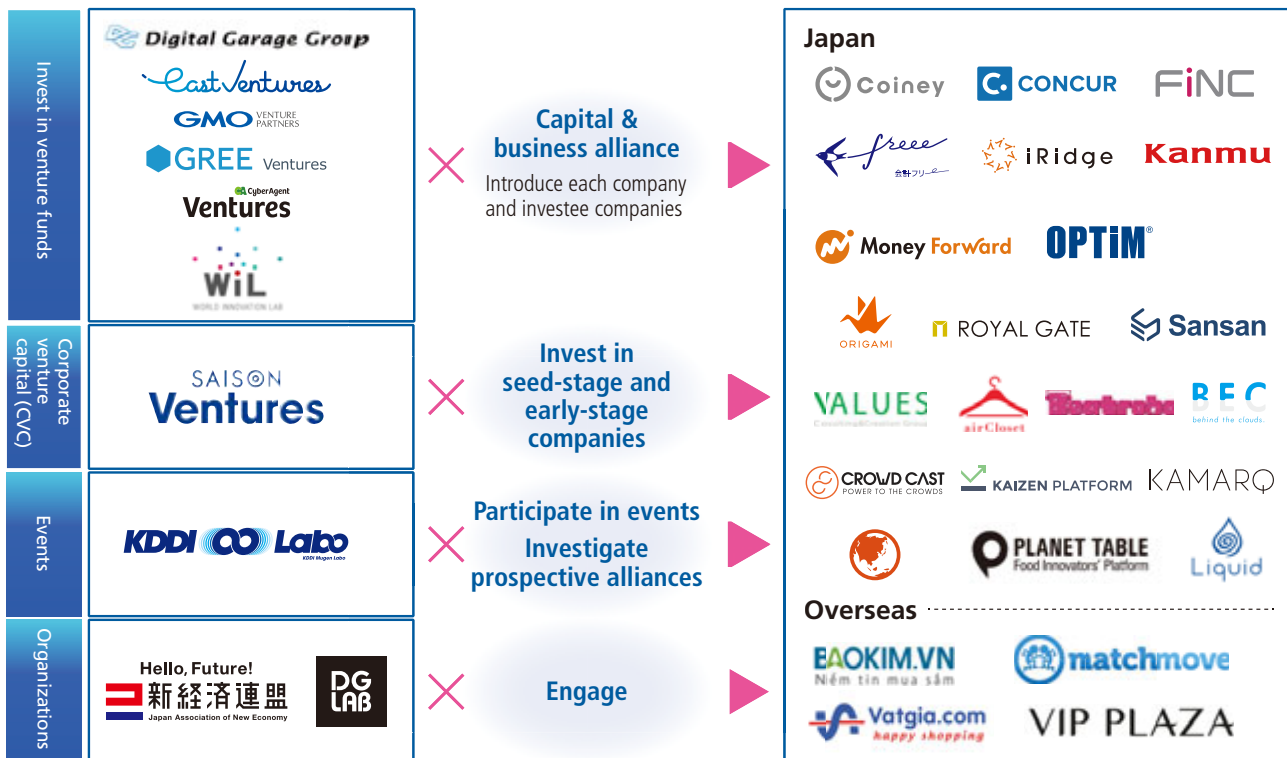 Invest in venture funds
Digital Garage Group
East Ventures
GMO VENTURE
PARTNERS
GREE Ventures
CyberAgent
Ventures
WiL
WORLD INNOVATION LAB
Capital &
business alliance
Introduce each company
and investee companies
Corporate
venture
capital (CVC)
SAISON
Ventures
Invest in
seed-stage and
early-stage
companies
Events
KDDI ∞ Labo
KDDI Mugen Labo
Participate in events
Investigate
prospective alliances
Organizations
Hello, Future!
新経済連盟
Japan Association of New Economy
DG
LAB
Engage
Japan
Coiney
C. CONCUR
FiNC
freee
会計フリー
iRidge
Kanmu
Money Forward
OPTiM®
ORIGAMI
ROYAL GATE
Sansan
VALUES
Consulting&Creation Group
airCloset
BEC
behind the clouds.
CROWD CAST
POWER TO THE CROWDS
KAIZEN PLATFORM
KAMARQ
PLANET TABLE
Food Innovators' Platform
Liquid
Overseas
BAOKIM.VN
Niềm tin mua sắm
matchmove
Vatgia.com
happy shopping
VIP PLAZA